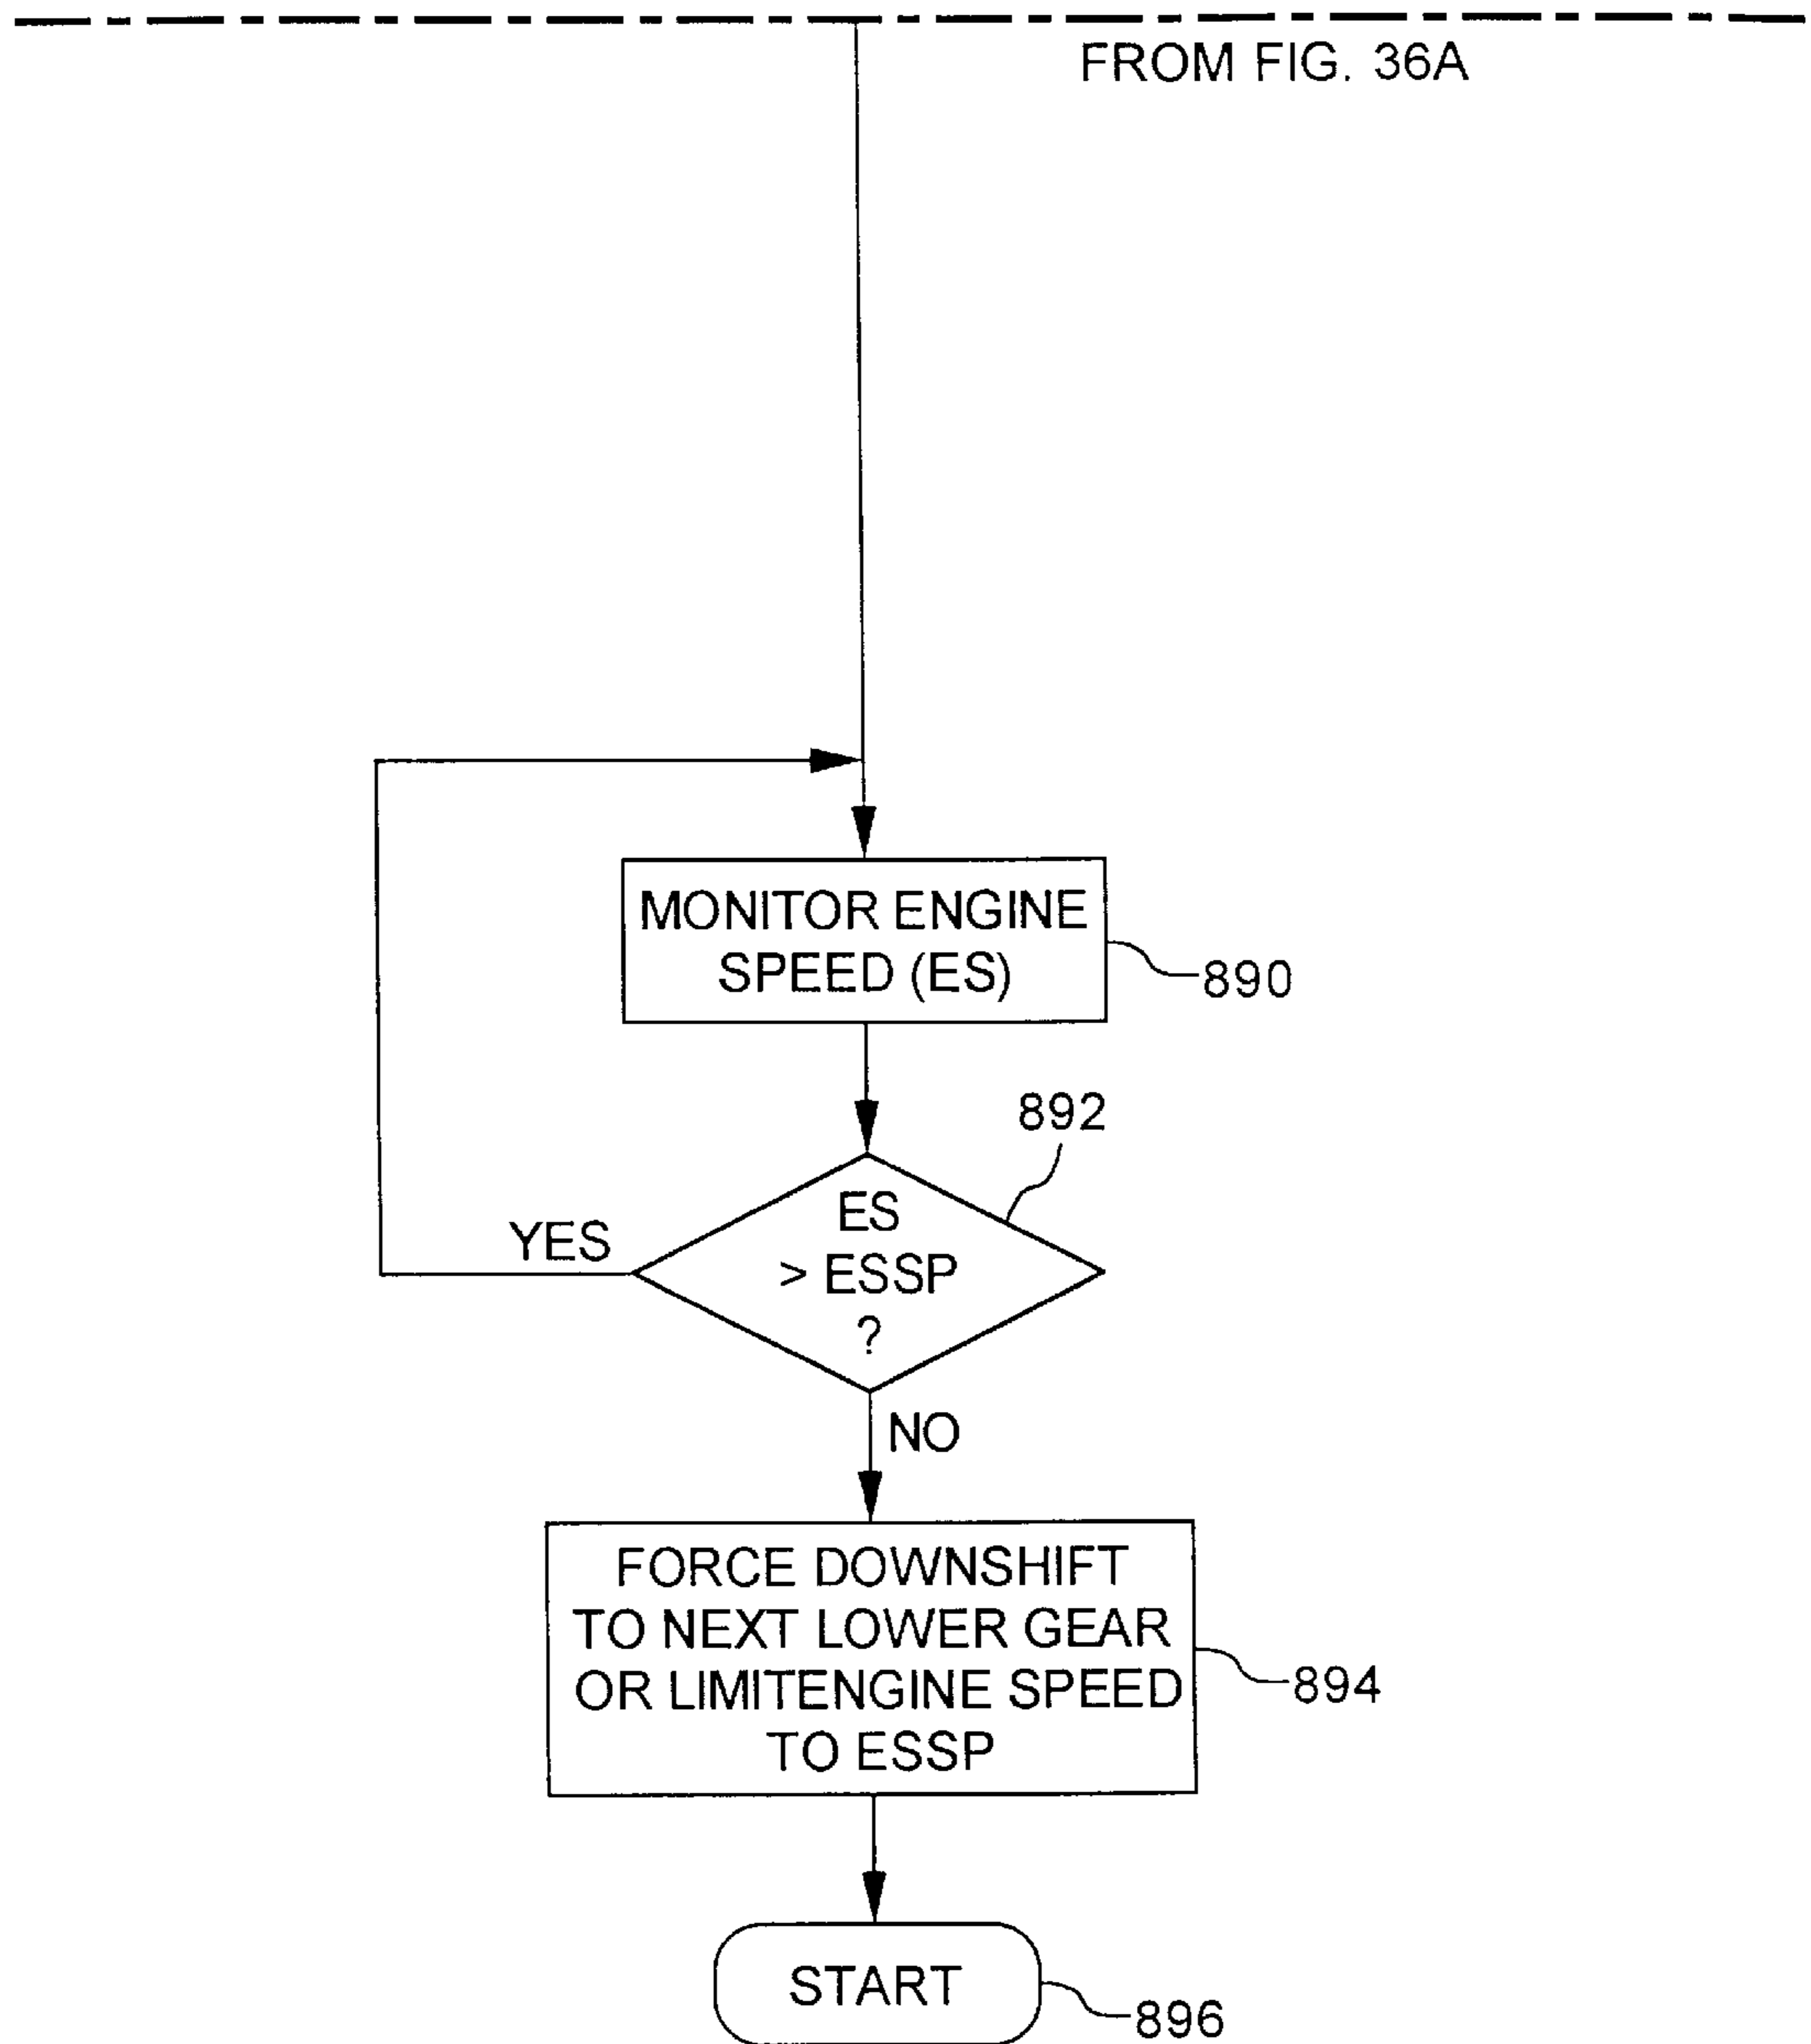 FROM FIG. 36A
MONITOR ENGINE
SPEED (ES)
890
892
ES
> ESSP
?
YES
NO
FORCE DOWNSHIFT
TO NEXT LOWER GEAR
OR LIMITENGINE SPEED
TO ESSP
894
START
896